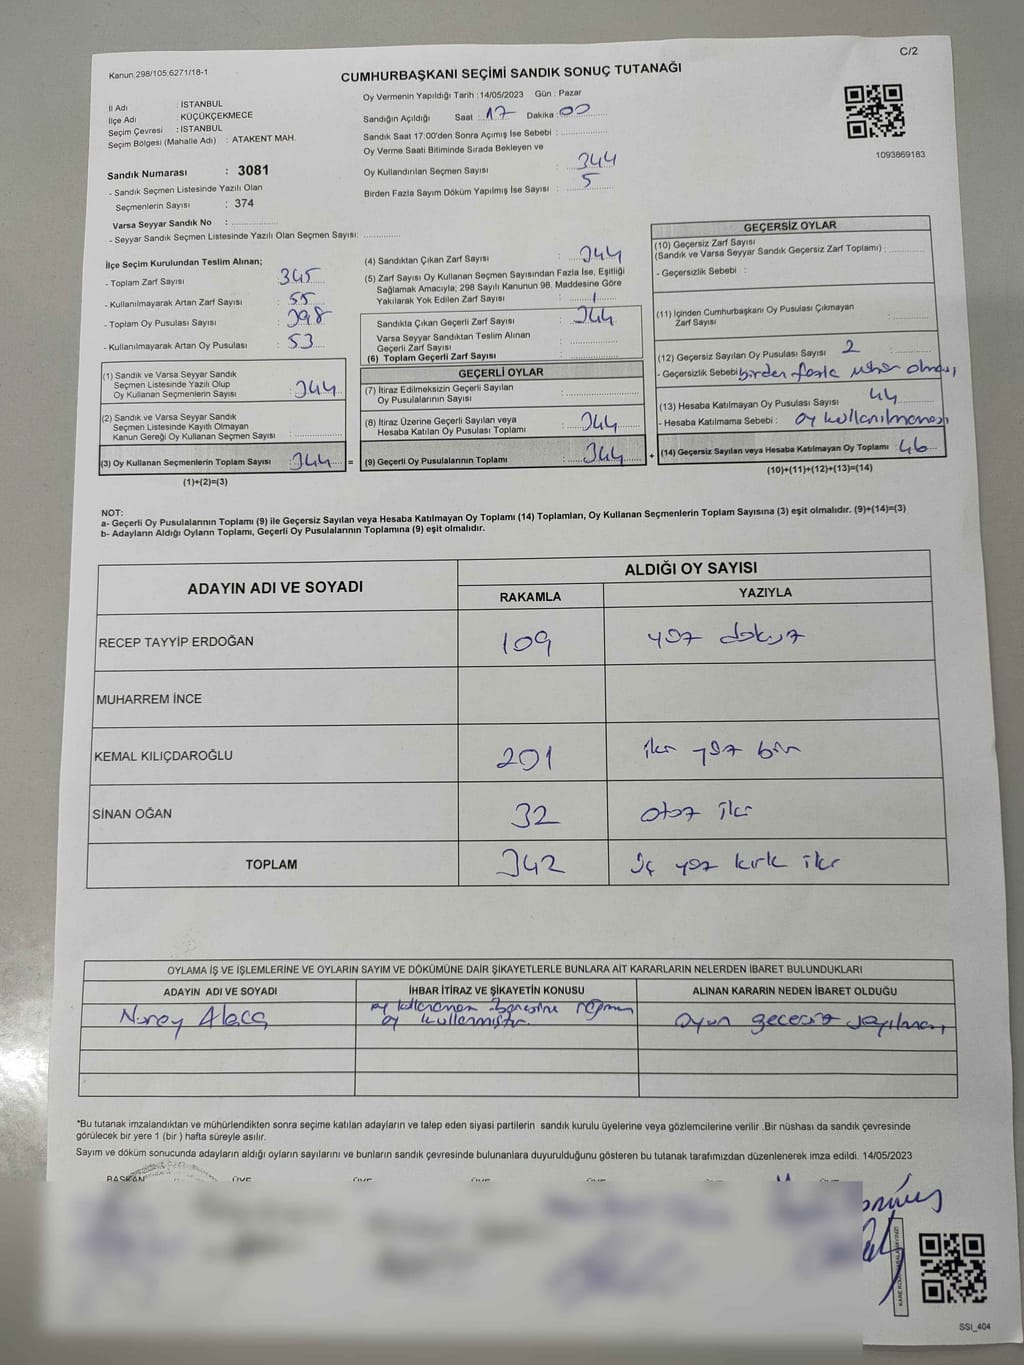 C/2
Kanun,298/105;6271/18-1
CUMHURBAŞKANI SEÇİMİ SANDIK SONUÇ TUTANAĞI
İl Adı : İSTANBUL
İlçe Adı : KÜÇÜKÇEKMECE
Seçim Çevresi : İSTANBUL
Seçim Bölgesi (Mahalle Adı) : ATAKENT MAH.
Oy Vermenin Yapıldığı Tarih :14/05/2023 Gün : Pazar
Sandığın Açıldığı Saat : 17 Dakika : 00
Sandık Saat 17:00'den Sonra Açımış İse Sebebi :
Oy Verme Saati Bitiminde Sırada Bekleyen ve
Oy Kullandırılan Seçmen Sayısı : 344
Birden Fazla Sayım Döküm Yapılmış İse Sayısı : 5
1093869183
Sandık Numarası : 3081
- Sandık Seçmen Listesinde Yazılı Olan
Seçmenlerin Sayısı : 374
Varsa Seyyar Sandık No :
- Seyyar Sandık Seçmen Listesinde Yazılı Olan Seçmen Sayısı:
İlçe Seçim Kurulundan Teslim Alınan;
- Toplam Zarf Sayısı : 345
- Kullanılmayarak Artan Zarf Sayısı : 55
- Toplam Oy Pusulası Sayısı : 398
- Kullanılmayarak Artan Oy Pusulası : 53
(1) Sandık ve Varsa Seyyar Sandık
Seçmen Listesinde Yazılı Olup
Oy Kullanan Seçmenlerin Sayısı : 344
(2) Sandık ve Varsa Seyyar Sandık
Seçmen Listesinde Kayıtlı Olmayan
Kanun Gereği Oy Kullanan Seçmen Sayısı :
(3) Oy Kullanan Seçmenlerin Toplam Sayısı : 344 =
(1)+(2)=(3)
(4) Sandıktan Çıkan Zarf Sayısı : 344
(5) Zarf Sayısı Oy Kullanan Seçmen Sayısından Fazla İse, Eşitliği
Sağlamak Amacıyla; 298 Sayılı Kanunun 98. Maddesine Göre
Yakılarak Yok Edilen Zarf Sayısı : 1
Sandıkta Çıkan Geçerli Zarf Sayısı : 344
Varsa Seyyar Sandıktan Teslim Alınan
Geçerli Zarf Sayısı :
(6) Toplam Geçerli Zarf Sayısı :
GEÇERLİ OYLAR
(7) İtiraz Edilmeksizin Geçerli Sayılan
Oy Pusulalarının Sayısı :
(8) İtiraz Üzerine Geçerli Sayılan veya
Hesaba Katılan Oy Pusulaları Toplamı : 344
(9) Geçerli Oy Pusulalarının Toplamı : 344 +
GEÇERSİZ OYLAR
(10) Geçersiz Zarf Sayısı
(Sandık ve Varsa Seyyar Sandık Geçersiz Zarf Toplamı) :
- Geçersizlik Sebebi :
(11) İçinden Cumhurbaşkanı Oy Pusulası Çıkmayan
Zarf Sayısı :
(12) Geçersiz Sayılan Oy Pusulası Sayısı 2
- Geçersizlik Sebebi birden fazla mühür olması
(13) Hesaba Katılmayan Oy Pusulası Sayısı 44
- Hesaba Katılmama Sebebi : oy kullanılmaması
(14) Geçersiz Sayılan veya Hesaba Katılmayan Oy Toplamı : 46
(10)+(11)+(12)+(13)=(14)
NOT:
a- Geçerli Oy Pusulalarının Toplamı (9) ile Geçersiz Sayılan veya Hesaba Katılmayan Oy Toplamı (14) Toplamları, Oy Kullanan Seçmenlerin Toplam Sayısına (3) eşit olmalıdır. (9)+(14)=(3)
b- Adayların Aldığı Oyların Toplamı, Geçerli Oy Pusulalarının Toplamına (9) eşit olmalıdır.
ADAYIN ADI VE SOYADI ALDIĞI OY SAYISI
RAKAMLA YAZIYLA
RECEP TAYYİP ERDOĞAN 109 yüz dokuz
MUHARREM İNCE
KEMAL KILIÇDAROĞLU 201 iki yüz bir
SİNAN OĞAN 32 otuz iki
TOPLAM 342 üç yüz kırk iki
OYLAMA İŞ VE İŞLEMLERİNE VE OYLARIN SAYIM VE DÖKÜMÜNE DAİR ŞİKAYETLERLE BUNLARA AİT KARARLARIN NELERDEN İBARET BULUNDUKLARI
ADAYIN ADI VE SOYADI İHBAR İTİRAZ VE ŞİKAYETİN KONUSU ALINAN KARARIN NEDEN İBARET OLDUĞU
Nuray oy rağmen
oy kullanmıştır. Oyun geçersiz sayılması
*Bu tutanak imzalandıktan ve mühürlendikten sonra seçime katılan adayların ve talep eden siyasi partilerin sandık kurulu üyelerine veya gözlemcilerine verilir .Bir nüshası da sandık çevresinde
görülecek bir yere 1 (bir ) hafta süreyle asılır.
Sayım ve döküm sonucunda adayların aldığı oyların sayılarını ve bunların sandık çevresinde bulunanlara duyurulduğunu gösteren bu tutanak tarafımızdan düzenlenerek imza edildi. 14/05/2023
BAŞKAN ÜYE ÜYE ÜYE ÜYE
SSI_404